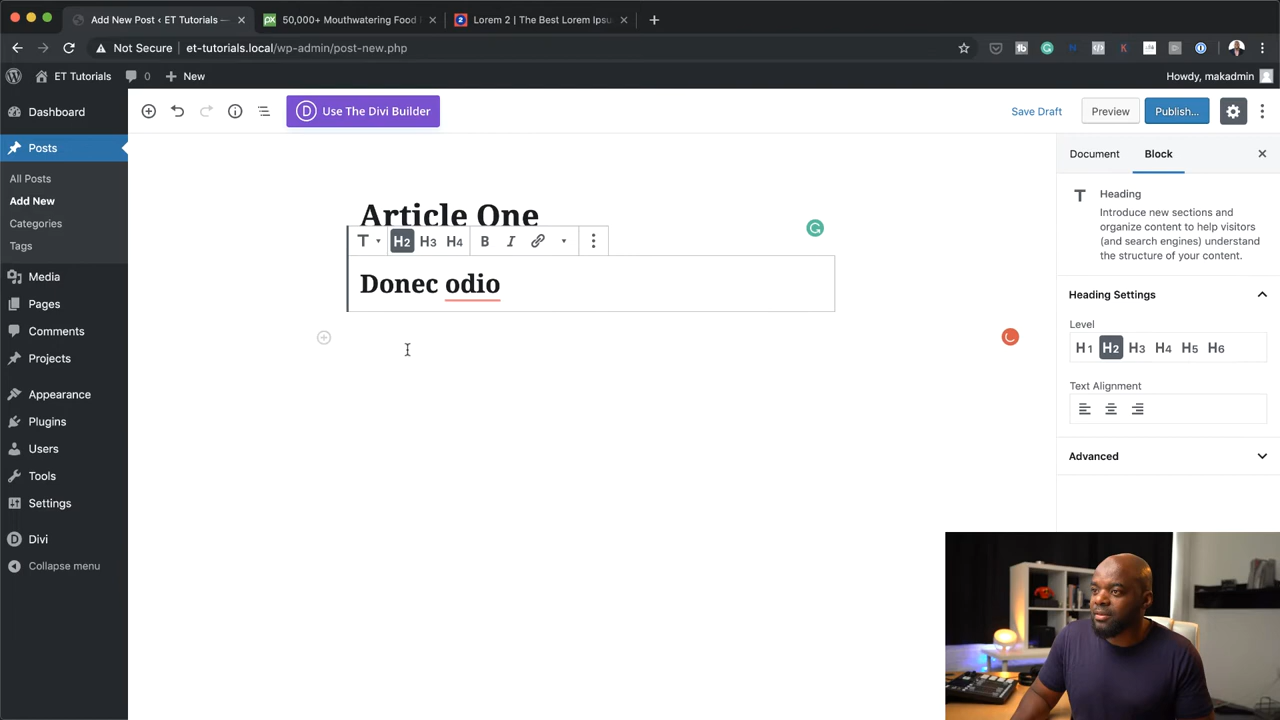 Add New Post ‹ ET Tutorials —
50,000+ Mouthwatering Food
Lorem 2 | The Best Lorem Ipsu
Not Secure
et-tutorials.local/wp-admin/post-new.php
ET Tutorials
0
New
Howdy, makadmin
Dashboard
Posts
All Posts
Add New
Categories
Tags
Media
Pages
Comments
Projects
Appearance
Plugins
Users
Tools
Settings
Divi
Collapse menu
D Use The Divi Builder
Save Draft
Preview
Publish...
Article One
T H2 H3 H4 B I
Donec odio
Document
Block
T Heading
Introduce new sections and
organize content to help visitors
(and search engines) understand
the structure of your content.
Heading Settings
Level
H1 H2 H3 H4 H5 H6
Text Alignment
Advanced